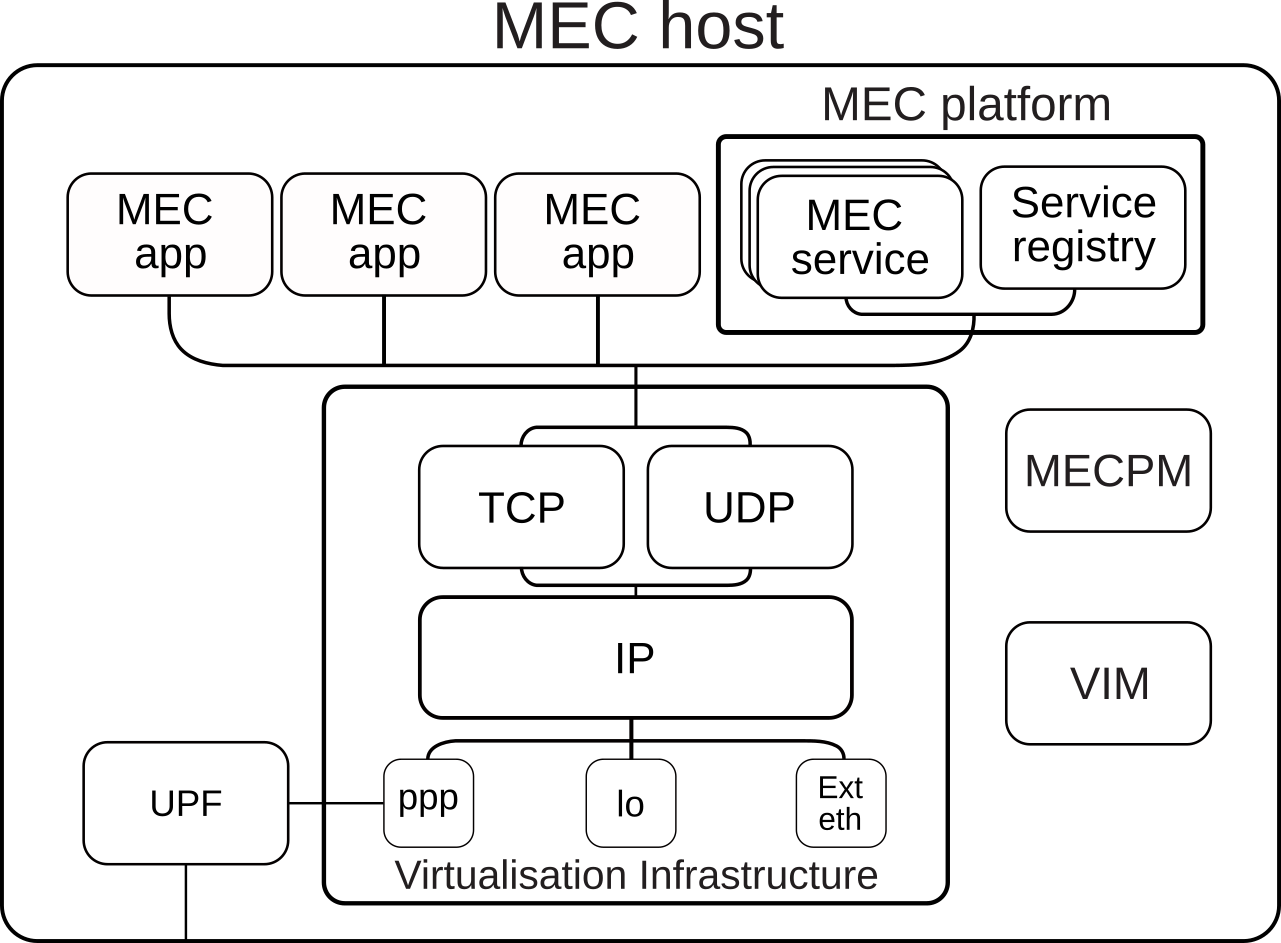 MEC host
MEC platform
MEC
app
MEC
app
MEC
app
MEC
service
Service
registry
TCP
UDP
MECPM
IP
VIM
UPF
ppp
lo
Ext
eth
Virtualisation Infrastructure